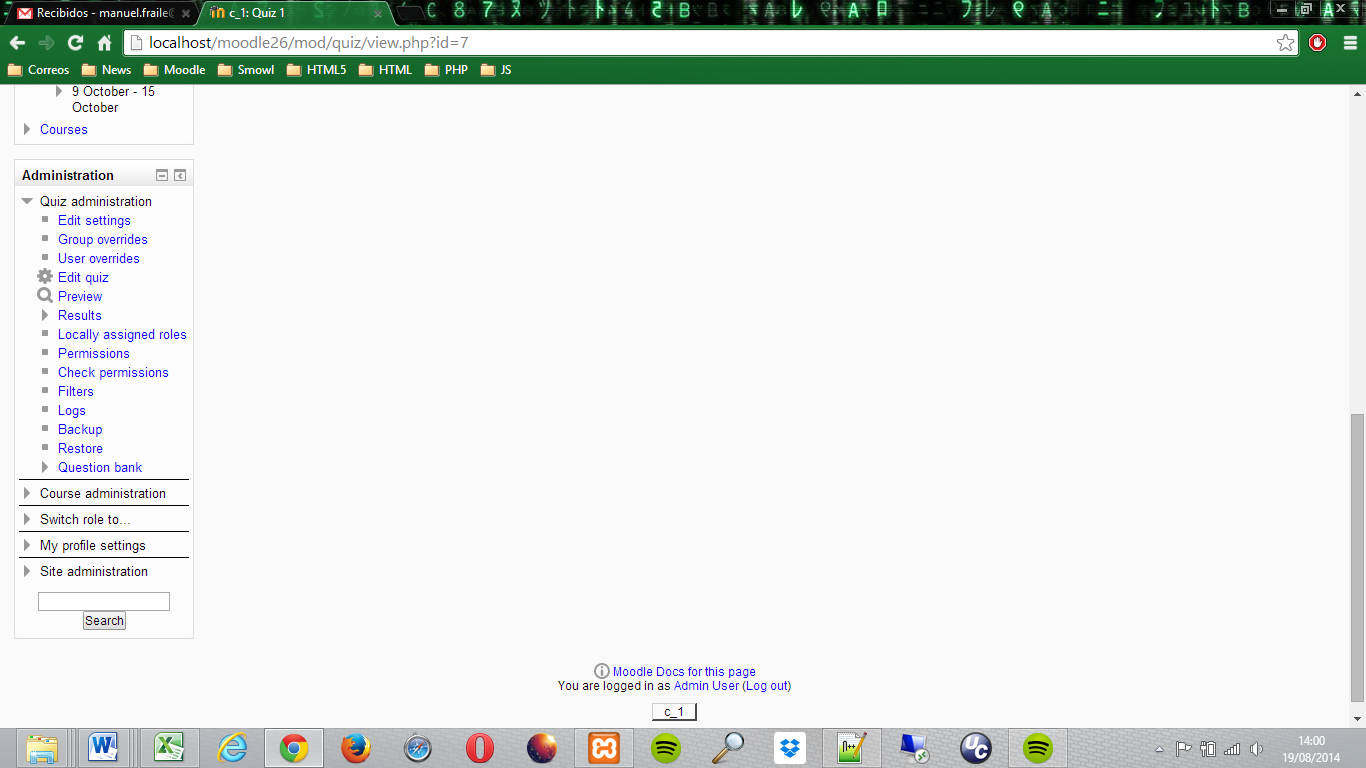 Recibidos - manuel.fraile@
c_1: Quiz 1
localhost/moodle26/mod/quiz/view.php?id=7
Correos News Moodle Smowl HTML5 HTML PHP JS
9 October - 15
October
Courses
Administration
Quiz administration
Edit settings
Group overrides
User overrides
Edit quiz
Preview
Results
Locally assigned roles
Permissions
Check permissions
Filters
Logs
Backup
Restore
Question bank
Course administration
Switch role to...
My profile settings
Site administration
Search
Moodle Docs for this page
You are logged in as Admin User (Log out)
c_1
14:00
19/08/2014